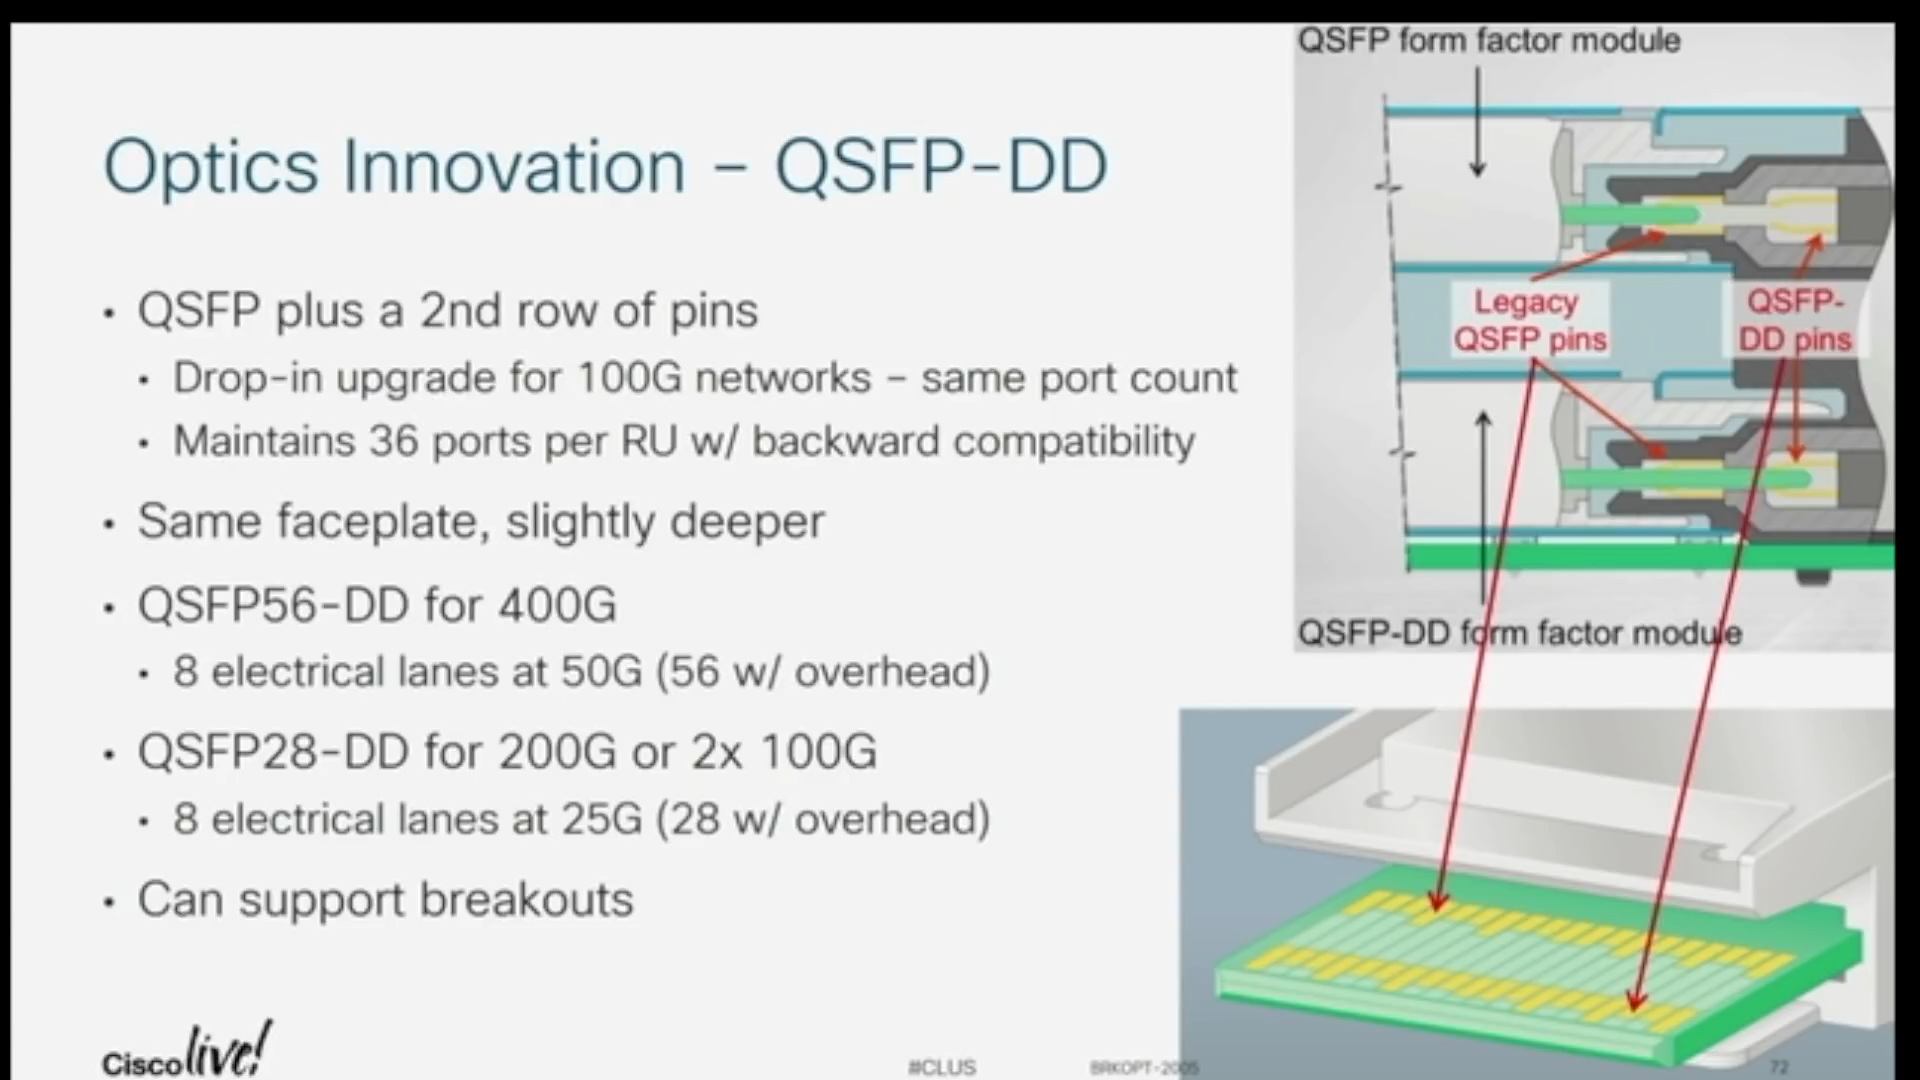 QSFP form factor module
Optics Innovation – QSFP-DD
• QSFP plus a 2nd row of pins
• Drop-in upgrade for 100G networks – same port count
• Maintains 36 ports per RU w/ backward compatibility
• Same faceplate, slightly deeper
• QSFP56-DD for 400G
• 8 electrical lanes at 50G (56 w/ overhead)
• QSFP28-DD for 200G or 2x 100G
• 8 electrical lanes at 25G (28 w/ overhead)
• Can support breakouts
Legacy
QSFP pins
QSFP-
DD pins
QSFP-DD form factor module
Cisco live!
#CLUS
BRKOPT-2005
72